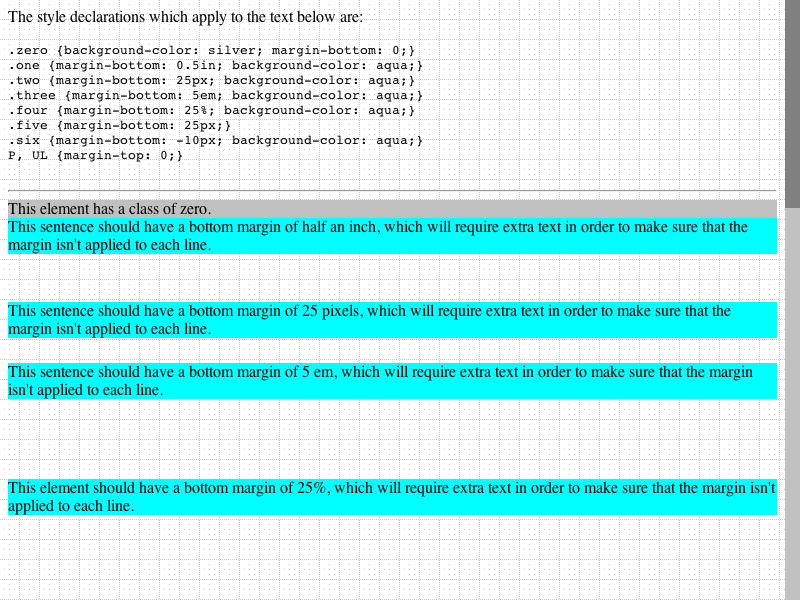 The style declarations which apply to the text below are:
.zero {background-color: silver; margin-bottom: 0;}
.one {margin-bottom: 0.5in; background-color: aqua;}
.two {margin-bottom: 25px; background-color: aqua;}
.three {margin-bottom: 5em; background-color: aqua;}
.four {margin-bottom: 25%; background-color: aqua;}
.five {margin-bottom: 25px;}
.six {margin-bottom: -10px; background-color: aqua;}
P, UL {margin-top: 0;}
This element has a class of zero.
This sentence should have a bottom margin of half an inch, which will require extra text in order to make sure that the
margin isn't applied to each line.
This sentence should have a bottom margin of 25 pixels, which will require extra text in order to make sure that the
margin isn't applied to each line.
This sentence should have a bottom margin of 5 em, which will require extra text in order to make sure that the margin
isn't applied to each line.
This element should have a bottom margin of 25%, which will require extra text in order to make sure that the margin isn't
applied to each line.